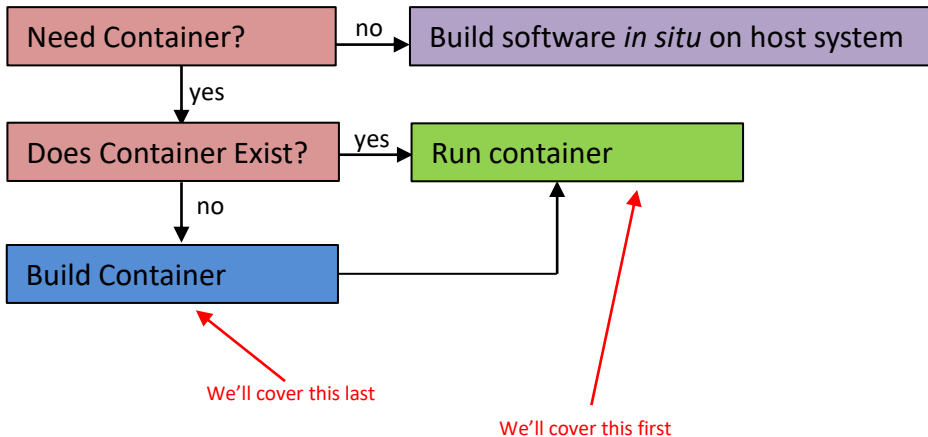 Need Container?
no
Build software in situ on host system
yes
Does Container Exist?
yes
Run container
no
Build Container
We’ll cover this last
We’ll cover this first